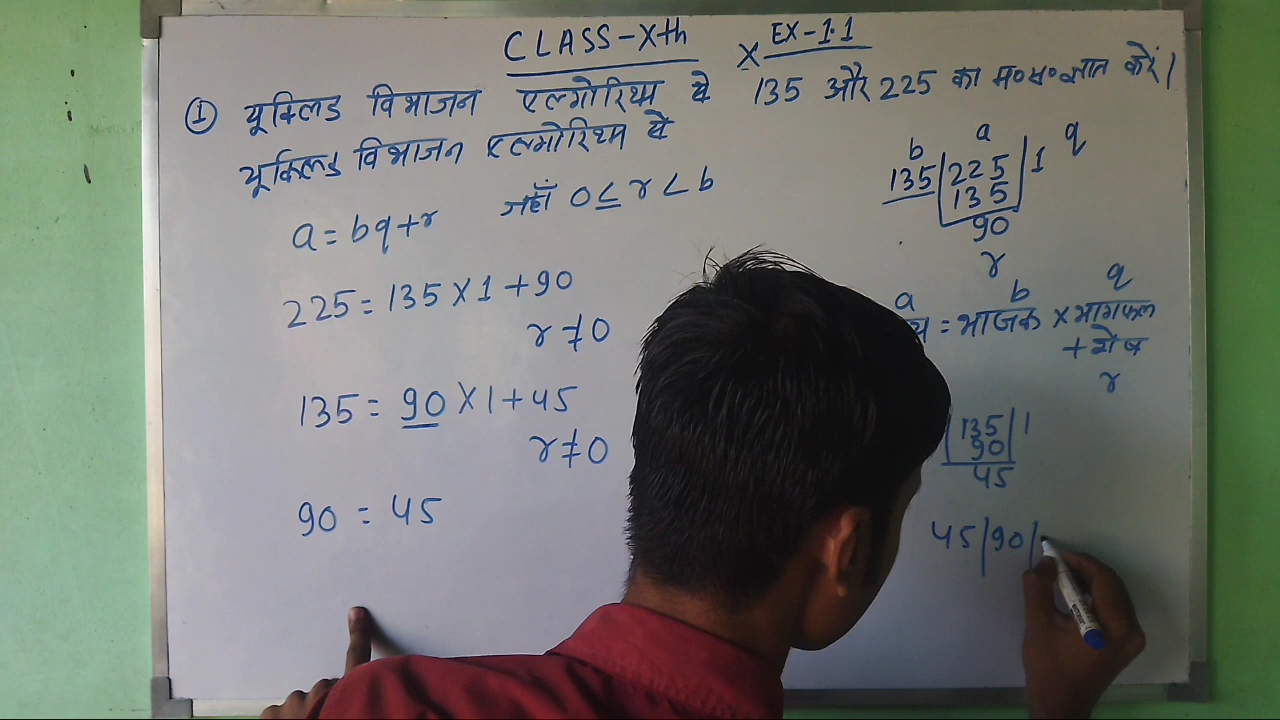 CLASS-Xth
EX-1.1
① यूक्लिड विभाजन एल्गोरिथ्म से 135 और 225 का म०स० ज्ञात करें।
यूक्लिड विभाजन एल्गोरिथ्म से
a = bq + r जहाँ 0 ≤ r < b
225 = 135 X 1 + 90
r ≠ 0
135 = 90 X 1 + 45
r ≠ 0
90 = 45
b a q
135 | 225 | 1
135
90
r
a b q
= भाजक X भागफल
+ शेष
r
135 | 1
90
45
45 | 90 |